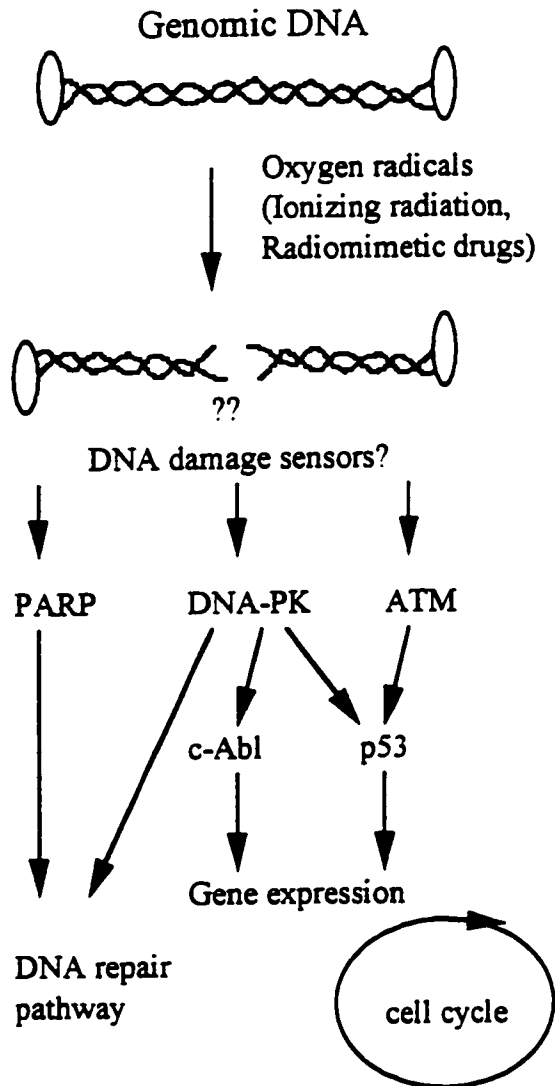 Genomic DNA
Oxygen radicals
(Ionizing radiation,
Radiomimetic drugs)
??
DNA damage sensors?
PARP DNA-PK ATM
c-Abl p53
Gene expression
DNA repair
pathway
cell cycle